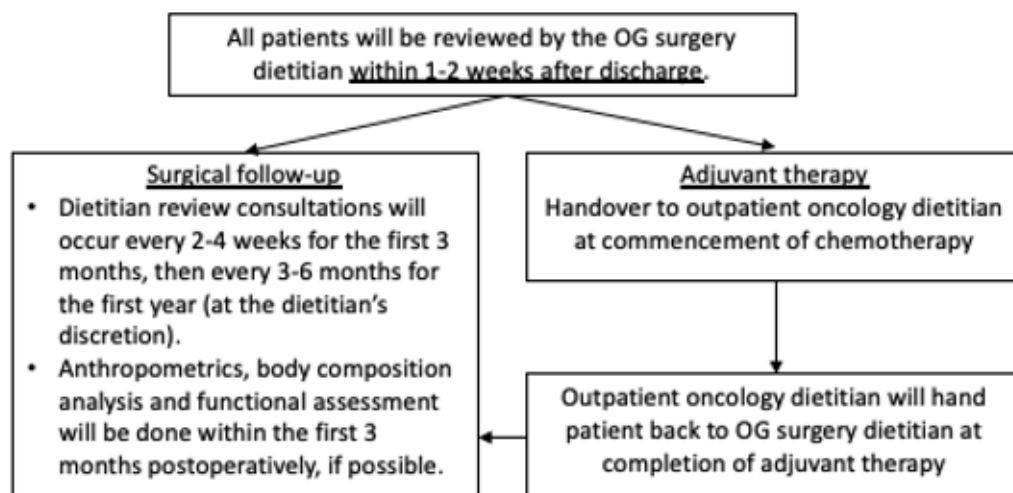 All patients will be reviewed by the OG surgery
dietitian within 1-2 weeks after discharge.
Surgical follow-up
• Dietitian review consultations will
occur every 2-4 weeks for the first 3
months, then every 3-6 months for
the first year (at the dietitian's
discretion).
• Anthropometrics, body composition
analysis and functional assessment
will be done within the first 3
months postoperatively, if possible.
Adjuvant therapy
Handover to outpatient oncology dietitian
at commencement of chemotherapy
Outpatient oncology dietitian will hand
patient back to OG surgery dietitian at
completion of adjuvant therapy